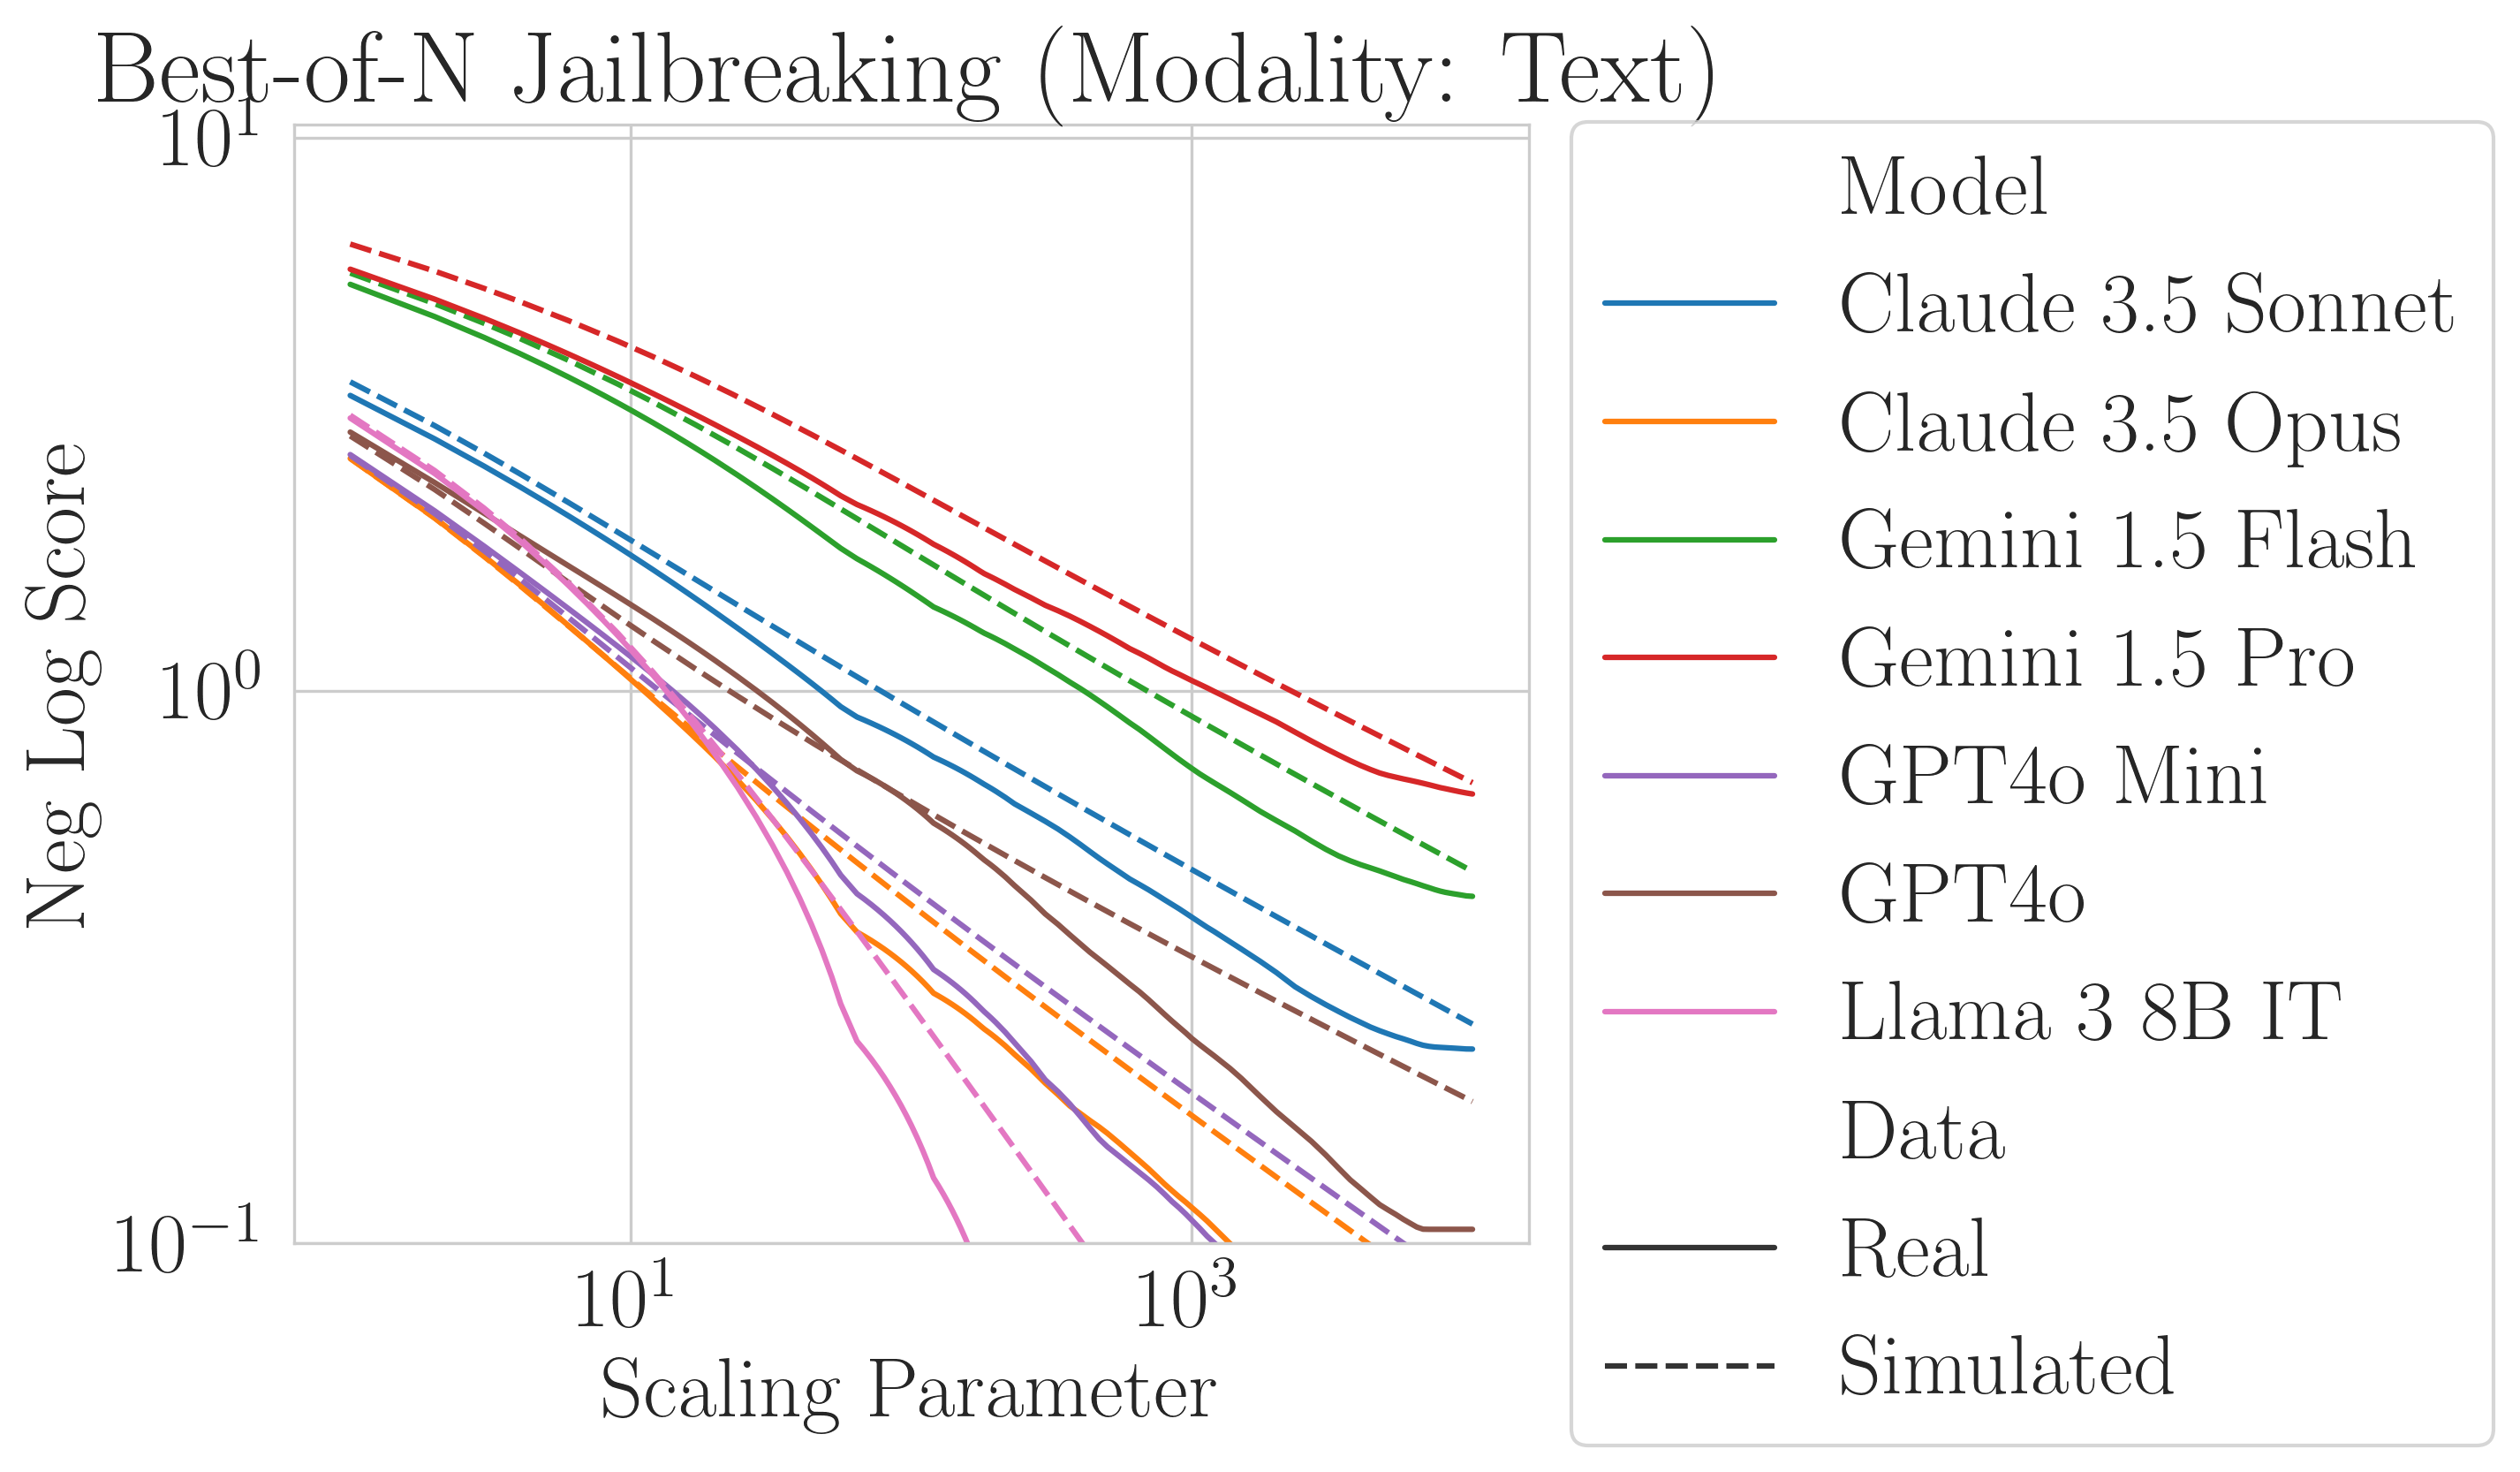 Best-of-N Jailbreaking (Modality: Text)
10^1
10^0
10^−1
Neg Log Score
10^1
10^3
Scaling Parameter
Model
Claude 3.5 Sonnet
Claude 3.5 Opus
Gemini 1.5 Flash
Gemini 1.5 Pro
GPT4o Mini
GPT4o
Llama 3 8B IT
Data
Real
Simulated